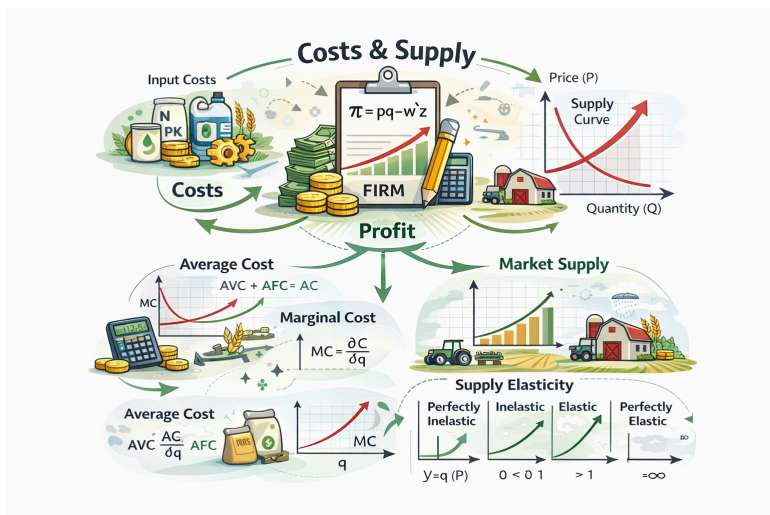 Costs & Supply
Input Costs
N
PK
Costs
π = pq-w`z
FIRM
Profit
Price (P)
Supply
Curve
Quantity (Q)
Average Cost
AVC + AFC = AC
MC
Marginal Cost
MC = ∂C
δq
Average Cost
AVC AC AFC
δq
MC
q
Market Supply
Supply Elasticity
Perfectly
Inelastic
Inelastic
Elastic
Perfectly
Elastic
∞
y=q (P)
0 < 0 1
> 1
=∞